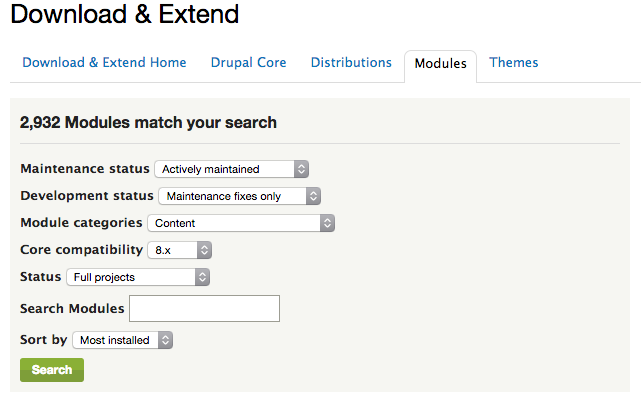 Download & Extend
Download & Extend Home Drupal Core Distributions Modules Themes
2,932 Modules match your search
Maintenance status Actively maintained
Development status Maintenance fixes only
Module categories Content
Core compatibility 8.x
Status Full projects
Search Modules
Sort by Most installed
Search